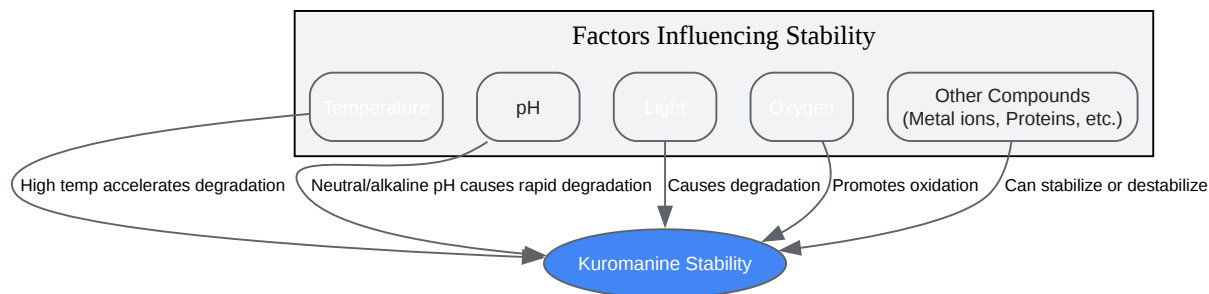 Factors Influencing Stability
Temperature
pH
Light
Oxygen
Other Compounds
(Metal ions, Proteins, etc.)
High temp accelerates degradation
Neutral/alkaline pH causes rapid degradation
Causes degradation
Promotes oxidation
Can stabilize or destabilize
Kuromanine Stability